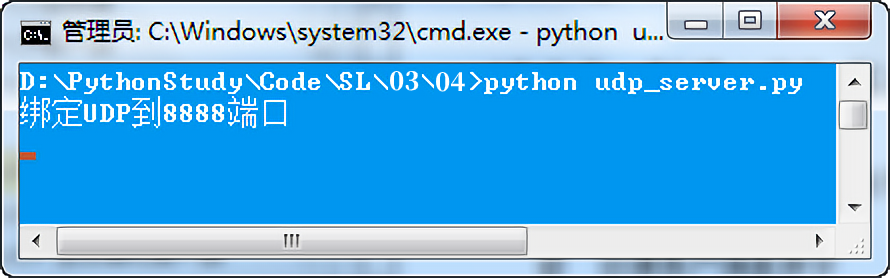 管理员: C:\Windows\system32\cmd.exe - python u...
D:\PythonStudy\Code\SL\03\04>python udp_server.py
绑定UDP到8888端口